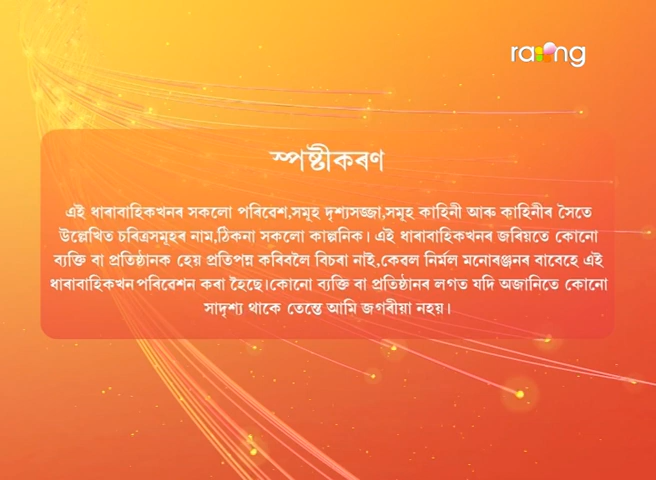 rang
স্পষ্টীকৰণ
এই ধাৰাবাহিকখনৰ সকলো পৰিৱেশ,সমূহ দৃশ্যসজ্জা,সমূহ কাহিনী আৰু কাহিনীৰ সৈতে
উল্লেখিত চৰিত্ৰসমূহৰ নাম,ঠিকনা সকলো কাল্পনিক। এই ধাৰাবাহিকখনৰ জৰিয়তে কোনো
ব্যক্তি বা প্ৰতিষ্ঠানক হেয় প্ৰতিপন্ন কৰিবলৈ বিচৰা নাই,কেৱল নিৰ্মল মনোৰঞ্জনৰ বাবেহে এই
ধাৰাবাহিকখন পৰিৱেশন কৰা হৈছে।কোনো ব্যক্তি বা প্ৰতিষ্ঠানৰ লগত যদি অজানিতে কোনো
সাদৃশ্য থাকে তেন্তে আমি জগৰীয়া নহয়।